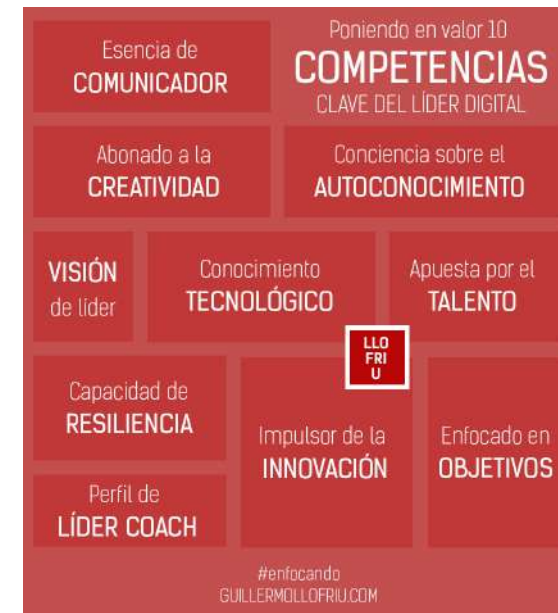 Esencia de
COMUNICADOR
Poniendo en valor 10
COMPETENCIAS
CLAVE DEL LÍDER DIGITAL
Abonado a la
CREATIVIDAD
Conciencia sobre el
AUTOCONOCIMIENTO
VISIÓN
de líder
Conocimiento
TECNOLÓGICO
Apuesta por el
TALENTO
LLO
FRI
U
Capacidad de
RESILIENCIA
Impulsor de la
INNOVACIÓN
Enfocado en
OBJETIVOS
Perfil de
LÍDER COACH
#enfocando
GUILLERMOLLOFRIU.COM